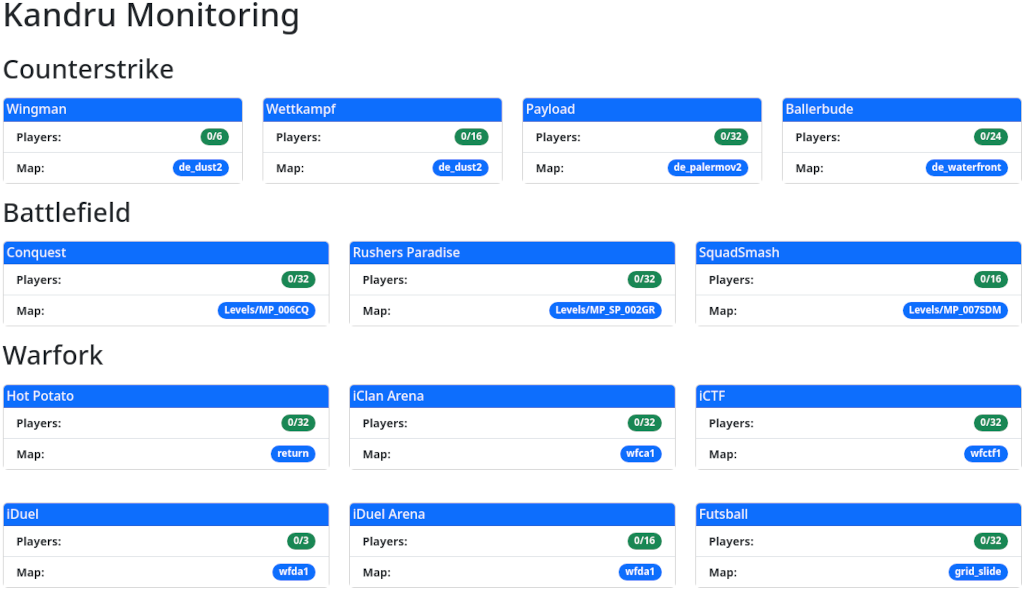 Kandru Monitoring
Counterstrike
Wingman Wettkampf Payload Ballerbude
Players: 0/6 Players: 0/16 Players: 0/32 Players: 0/24
Map: de_dust2 Map: de_dust2 Map: de_palermov2 Map: de_waterfront
Battlefield
Conquest Rushers Paradise SquadSmash
Players: 0/32 Players: 0/32 Players: 0/16
Map: Levels/MP_006CQ Map: Levels/MP_SP_002GR Map: Levels/MP_007SDM
Warfork
Hot Potato iClan Arena iCTF
Players: 0/32 Players: 0/32 Players: 0/32
Map: return Map: wfca1 Map: wfctf1
iDuel iDuel Arena Futsball
Players: 0/3 Players: 0/16 Players: 0/32
Map: wfda1 Map: wfda1 Map: grid_slide